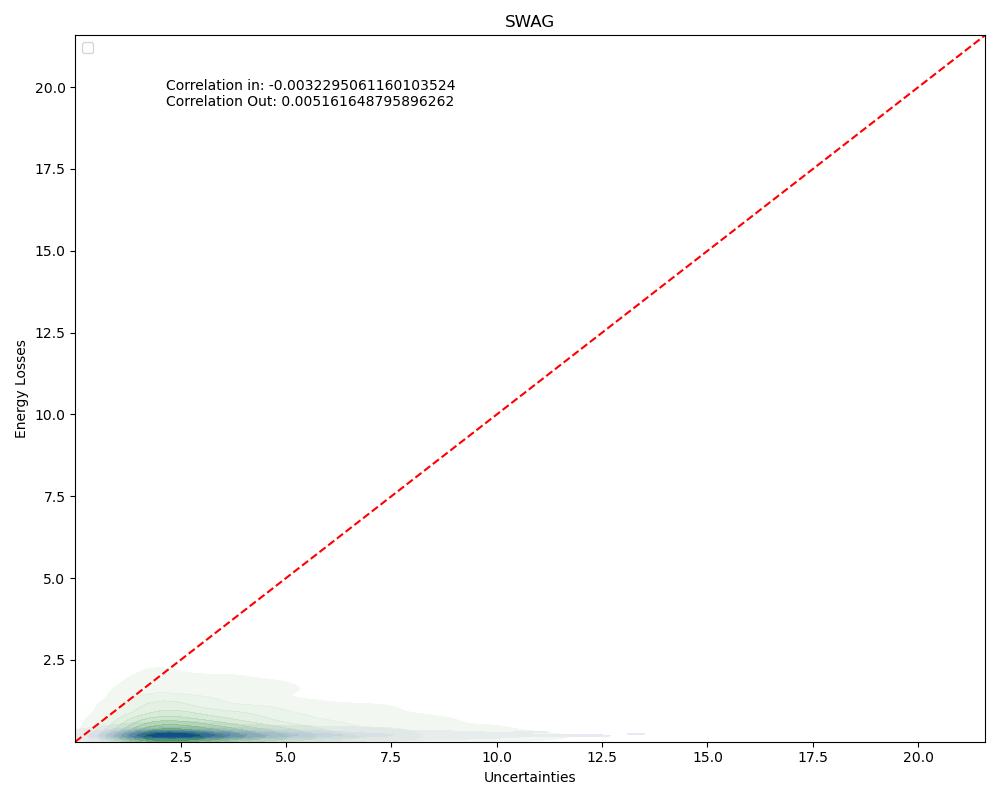 SWAG
Correlation in: -0.0032295061160103524
Correlation Out: 0.005161648795896262
Energy Losses
20.0
17.5
15.0
12.5
10.0
7.5
5.0
2.5
2.5 5.0 7.5 10.0 12.5 15.0 17.5 20.0
Uncertainties